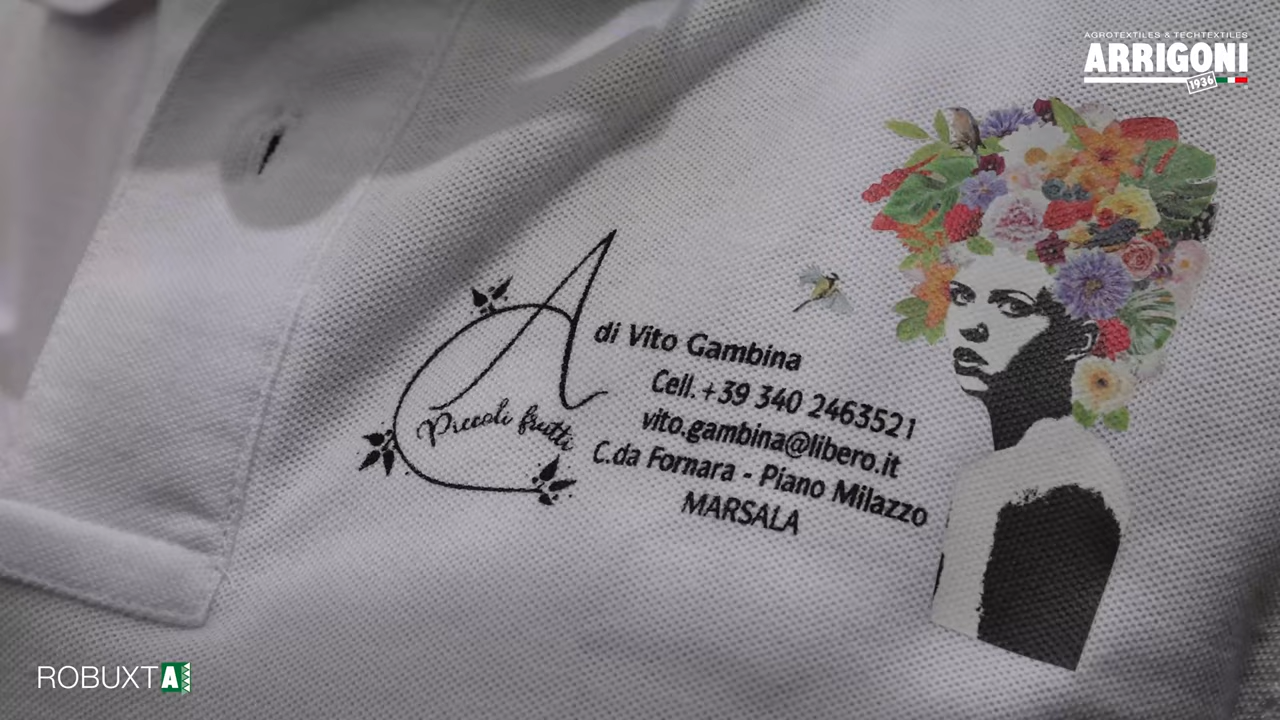 AGROTEXTILES & TECHTEXTILES
ARRIGONI
1936
A
di Vito Gambina
Cell. +39 340 2463521
Piccoli frutti
vito.gambina@libero.it
C.da Fornara - Piano Milazzo
MARSALA
ROBUXTA